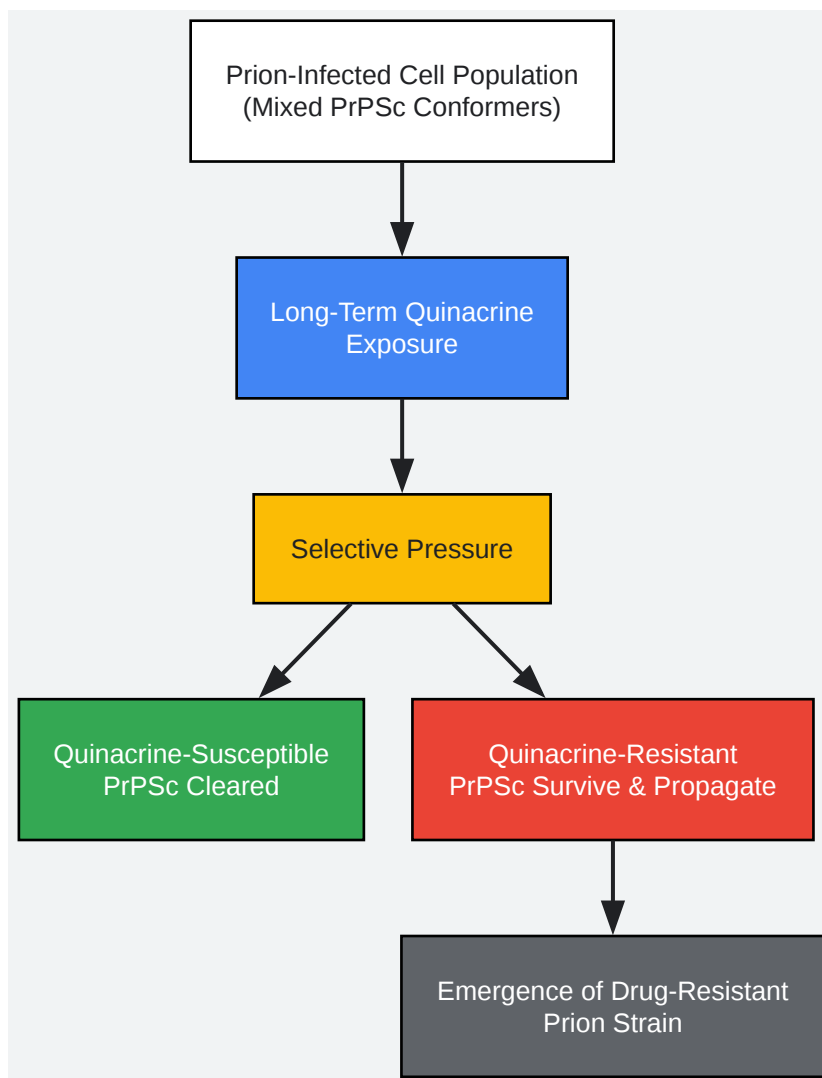 Prion-Infected Cell Population
(Mixed PrPSc Conformers)
Long-Term Quinacrine
Exposure
Selective Pressure
Quinacrine-Susceptible
PrPSc Cleared
Quinacrine-Resistant
PrPSc Survive & Propagate
Emergence of Drug-Resistant
Prion Strain